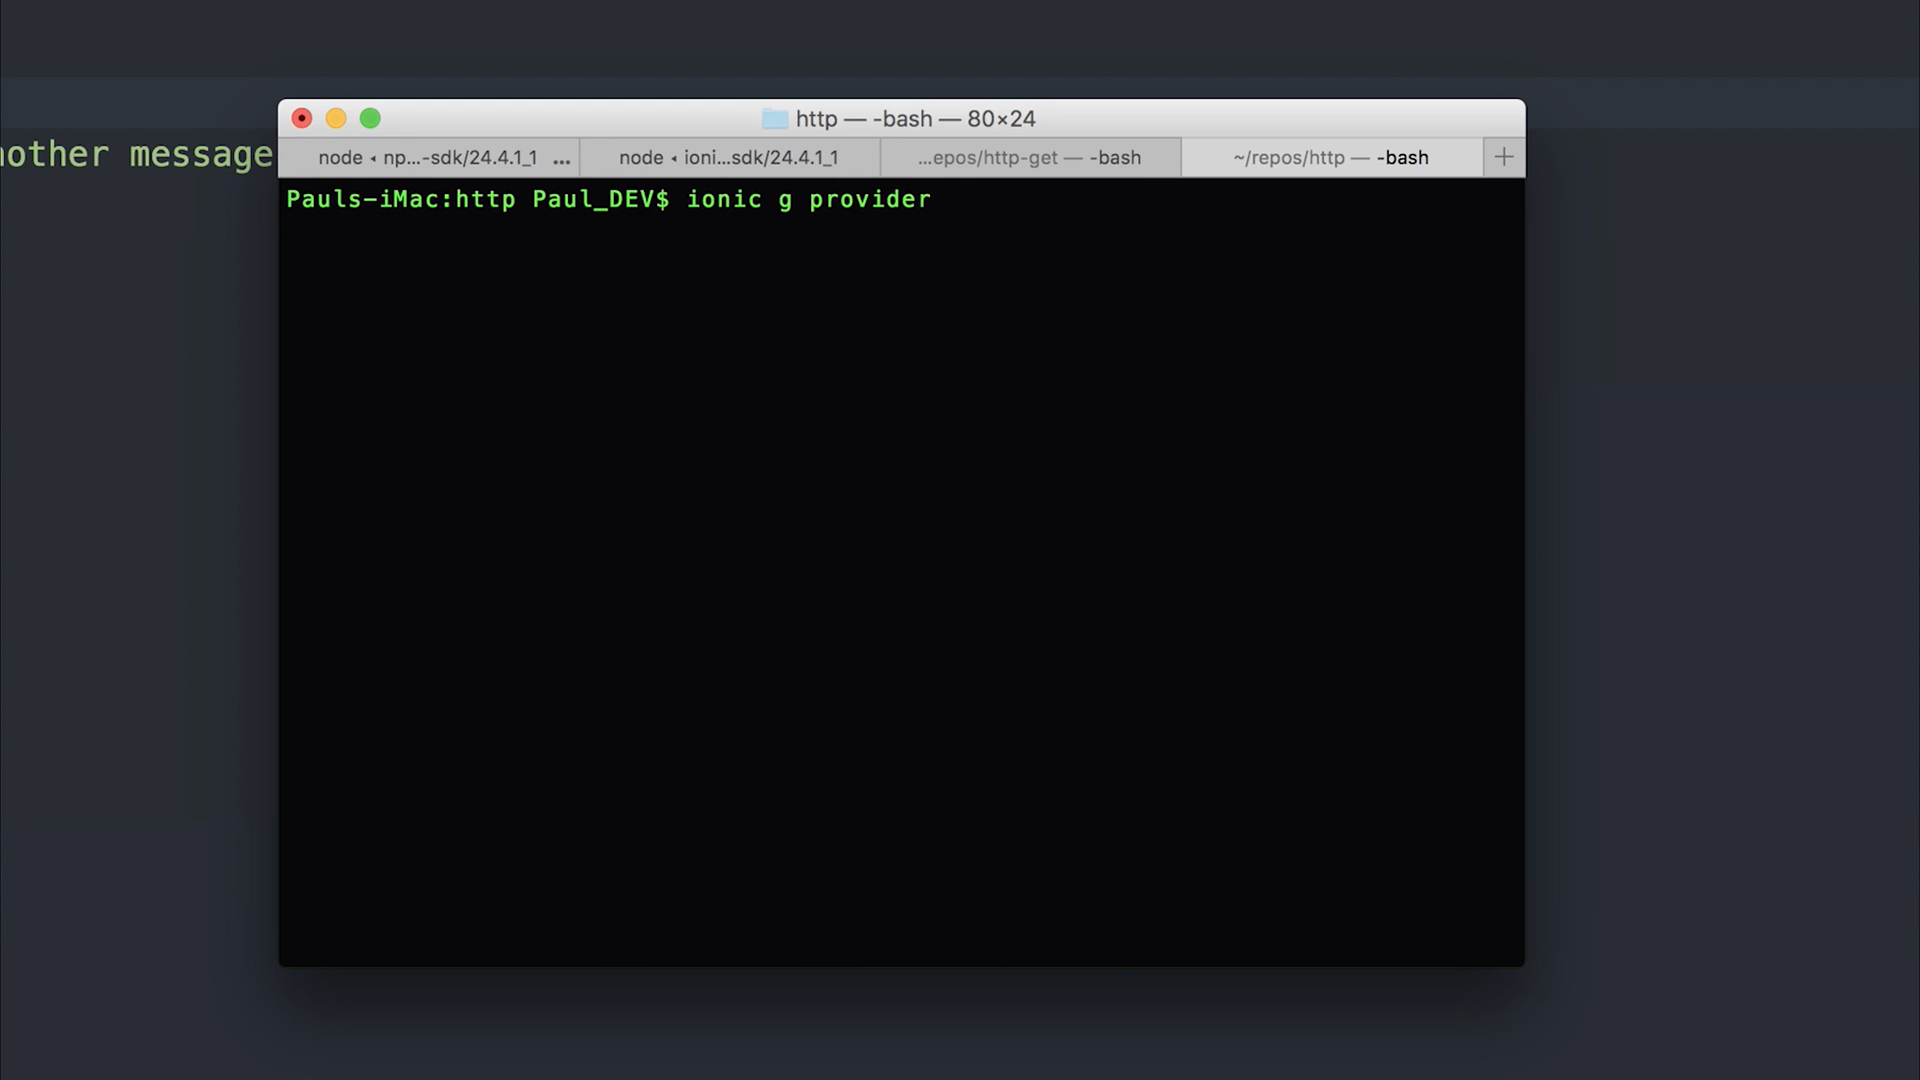 http — -bash — 80×24
node ◂ np...-sdk/24.4.1_1 ...
node ◂ ioni...sdk/24.4.1_1
...epos/http-get — -bash
~/repos/http — -bash
+
message
Pauls-iMac:http Paul_DEV$ ionic g provider